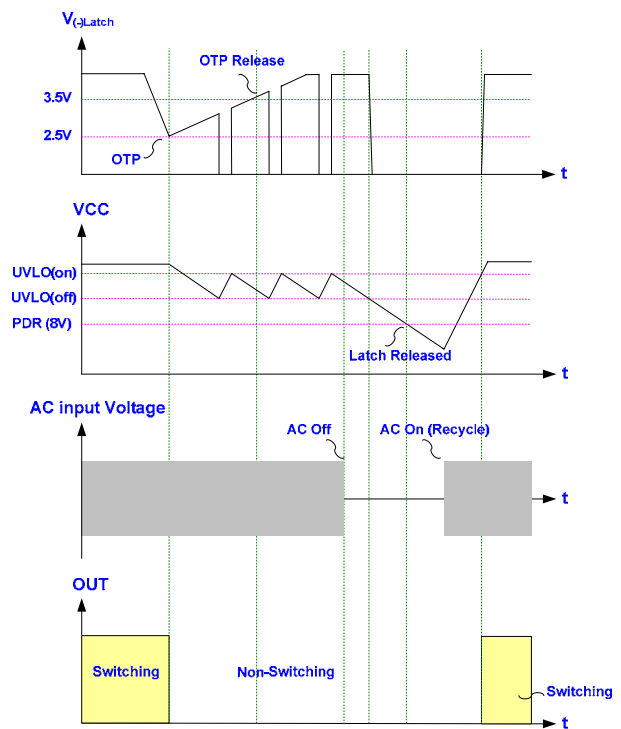 V(-)Latch
OTP Release
3.5V
2.5V
OTP
t
VCC
UVLO(on)
UVLO(off)
PDR (8V)
Latch Released
t
AC input Voltage
AC Off
AC On (Recycle)
t
OUT
Switching
Non-Switching
Switching
t